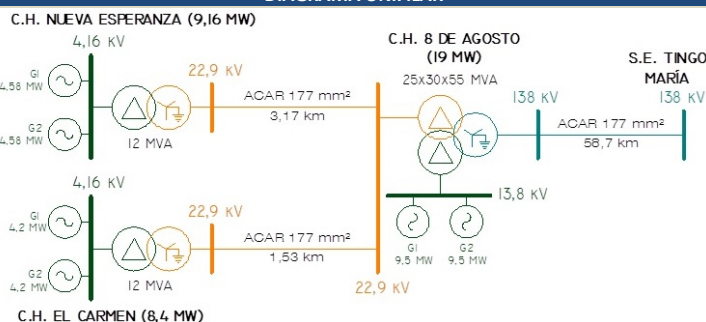 C.H. NUEVA ESPERANZA (9,16 MW)
4,16 KV
G1
4.58 MW
G2
4,58 MW
12 MVA
22,9 KV
ACAR 177 mm²
3,17 km
C.H. 8 DE AGOSTO
(19 MW)
25x30x55 MVA
138 KV
S.E. TINGO
MARÍA
138 KV
ACAR 177 mm²
58,7 km
13,8 KV
G1
9,5 MW
G2
9,5 MW
4,16 KV
G1
4.2 MW
G2
4.2 MW
12 MVA
22,9 KV
ACAR 177 mm²
1,53 km
22,9 KV
C.H. EL CARMEN (8,4 MW)